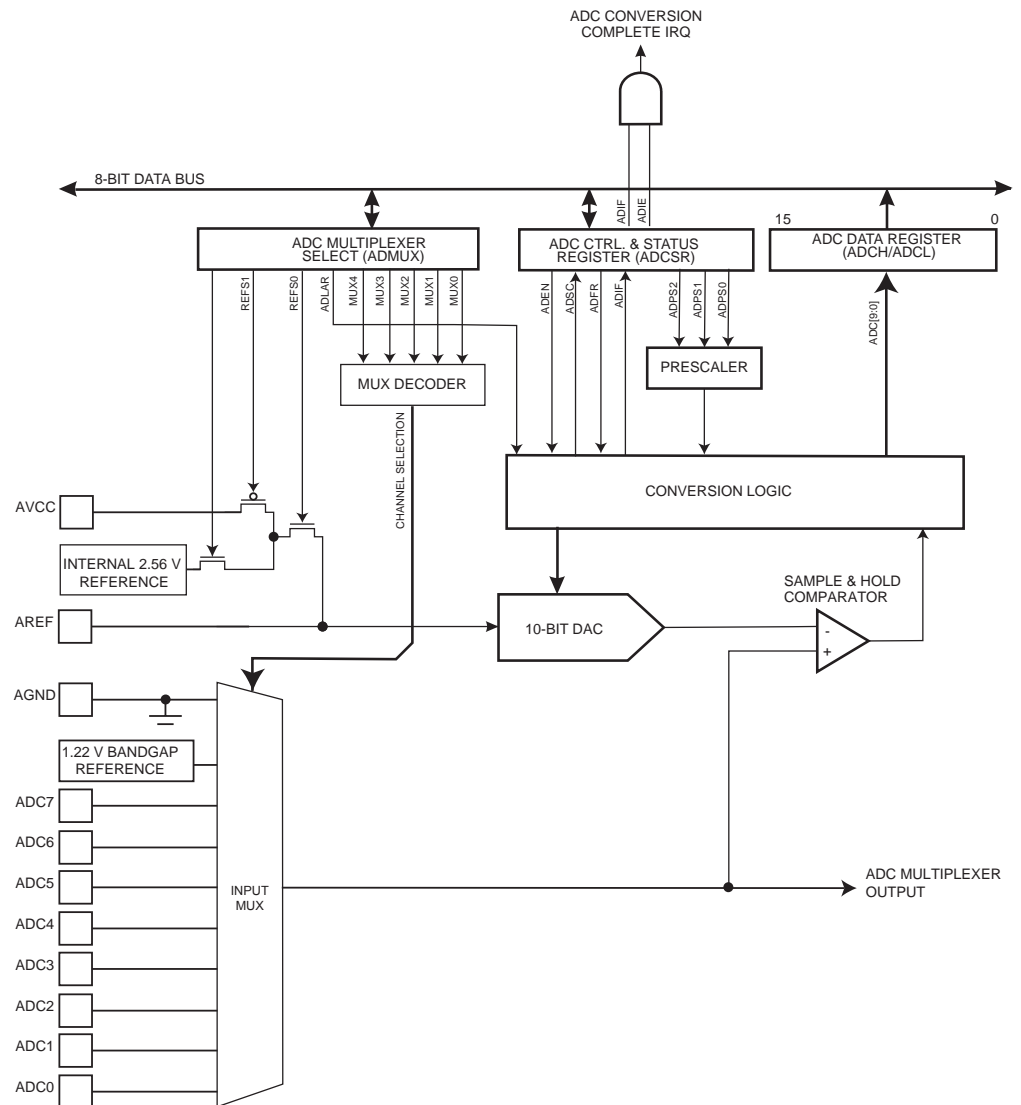 ADC CONVERSION
COMPLETE IRQ
8-BIT DATA BUS
ADIF
ADIE
15
0
ADC MULTIPLEXER
SELECT (ADMUX)
ADC CTRL. & STATUS
REGISTER (ADCSR)
ADC DATA REGISTER
(ADCH/ADCL)
REFS1
REFS0
ADLAR
MUX4
MUX3
MUX2
MUX1
MUX0
ADEN
ADSC
ADFR
ADIF
ADPS2
ADPS1
ADPS0
ADC[9:0]
MUX DECODER
PRESCALER
CHANNEL SELECTION
CONVERSION LOGIC
AVCC
INTERNAL 2.56 V
REFERENCE
SAMPLE & HOLD
COMPARATOR
AREF
10-BIT DAC
-
+
AGND
1.22 V BANDGAP
REFERENCE
ADC7
ADC6
ADC5
ADC4
ADC3
ADC2
ADC1
ADC0
INPUT
MUX
ADC MULTIPLEXER
OUTPUT